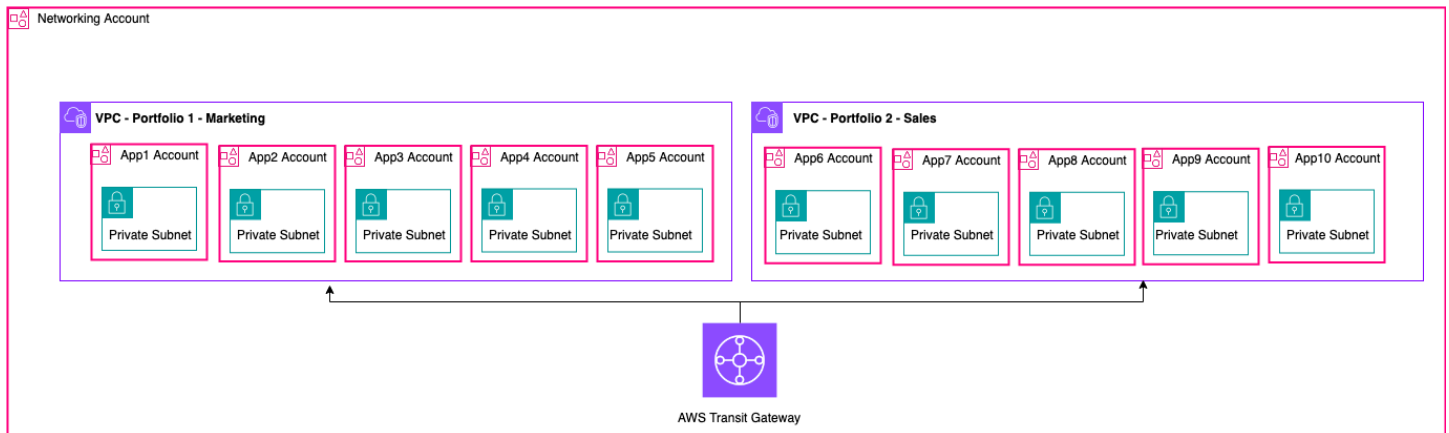 Networking Account
VPC - Portfolio 1 - Marketing
VPC - Portfolio 2 - Sales
App1 Account
App2 Account
App3 Account
App4 Account
App5 Account
App6 Account
App7 Account
App8 Account
App9 Account
App10 Account
Private Subnet
Private Subnet
Private Subnet
Private Subnet
Private Subnet
Private Subnet
Private Subnet
Private Subnet
Private Subnet
Private Subnet
AWS Transit Gateway